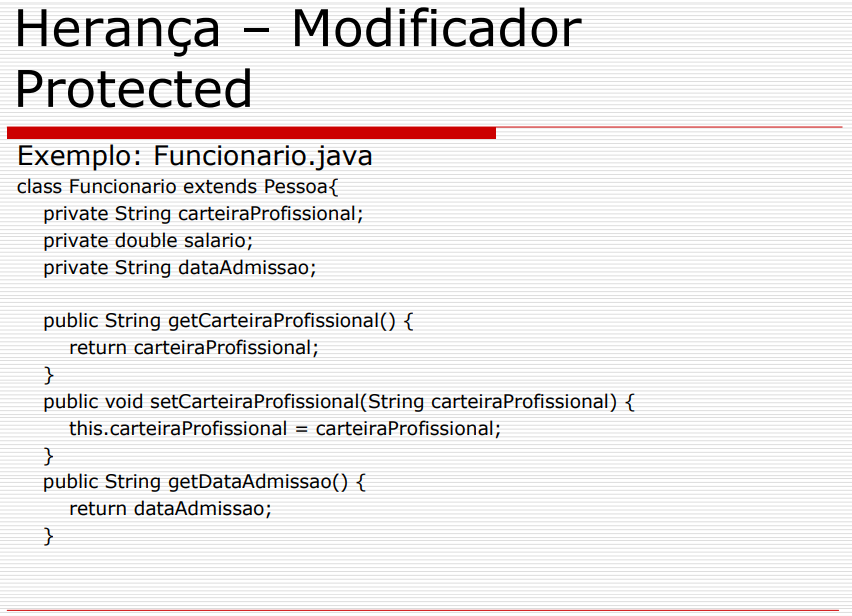 Herança – Modificador
Protected
Exemplo: Funcionario.java
class Funcionario extends Pessoa{
private String carteiraProfissional;
private double salario;
private String dataAdmissao;
public String getCarteiraProfissional() {
return carteiraProfissional;
}
public void setCarteiraProfissional(String carteiraProfissional) {
this.carteiraProfissional = carteiraProfissional;
}
public String getDataAdmissao() {
return dataAdmissao;
}